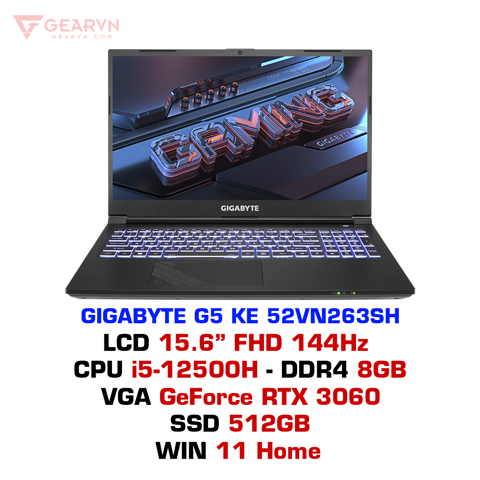 GEARVN
GEARVN.COM
GAMING
GIGABYTE
GIGABYTE
GIGABYTE G5 KE 52VN263SH
LCD 15.6” FHD 144Hz
CPU i5-12500H - DDR4 8GB
VGA GeForce RTX 3060
SSD 512GB
WIN 11 Home